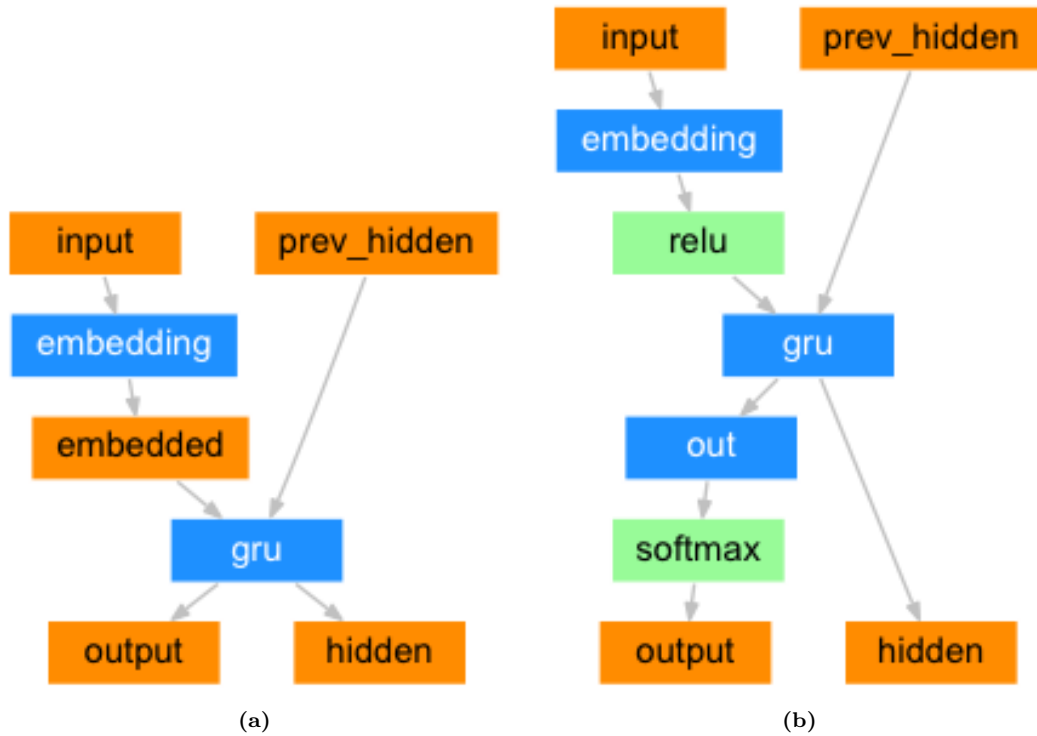 input
prev_hidden
embedding
embedded
gru
output
hidden
(a)
input
prev_hidden
embedding
relu
gru
out
softmax
output
hidden
(b)